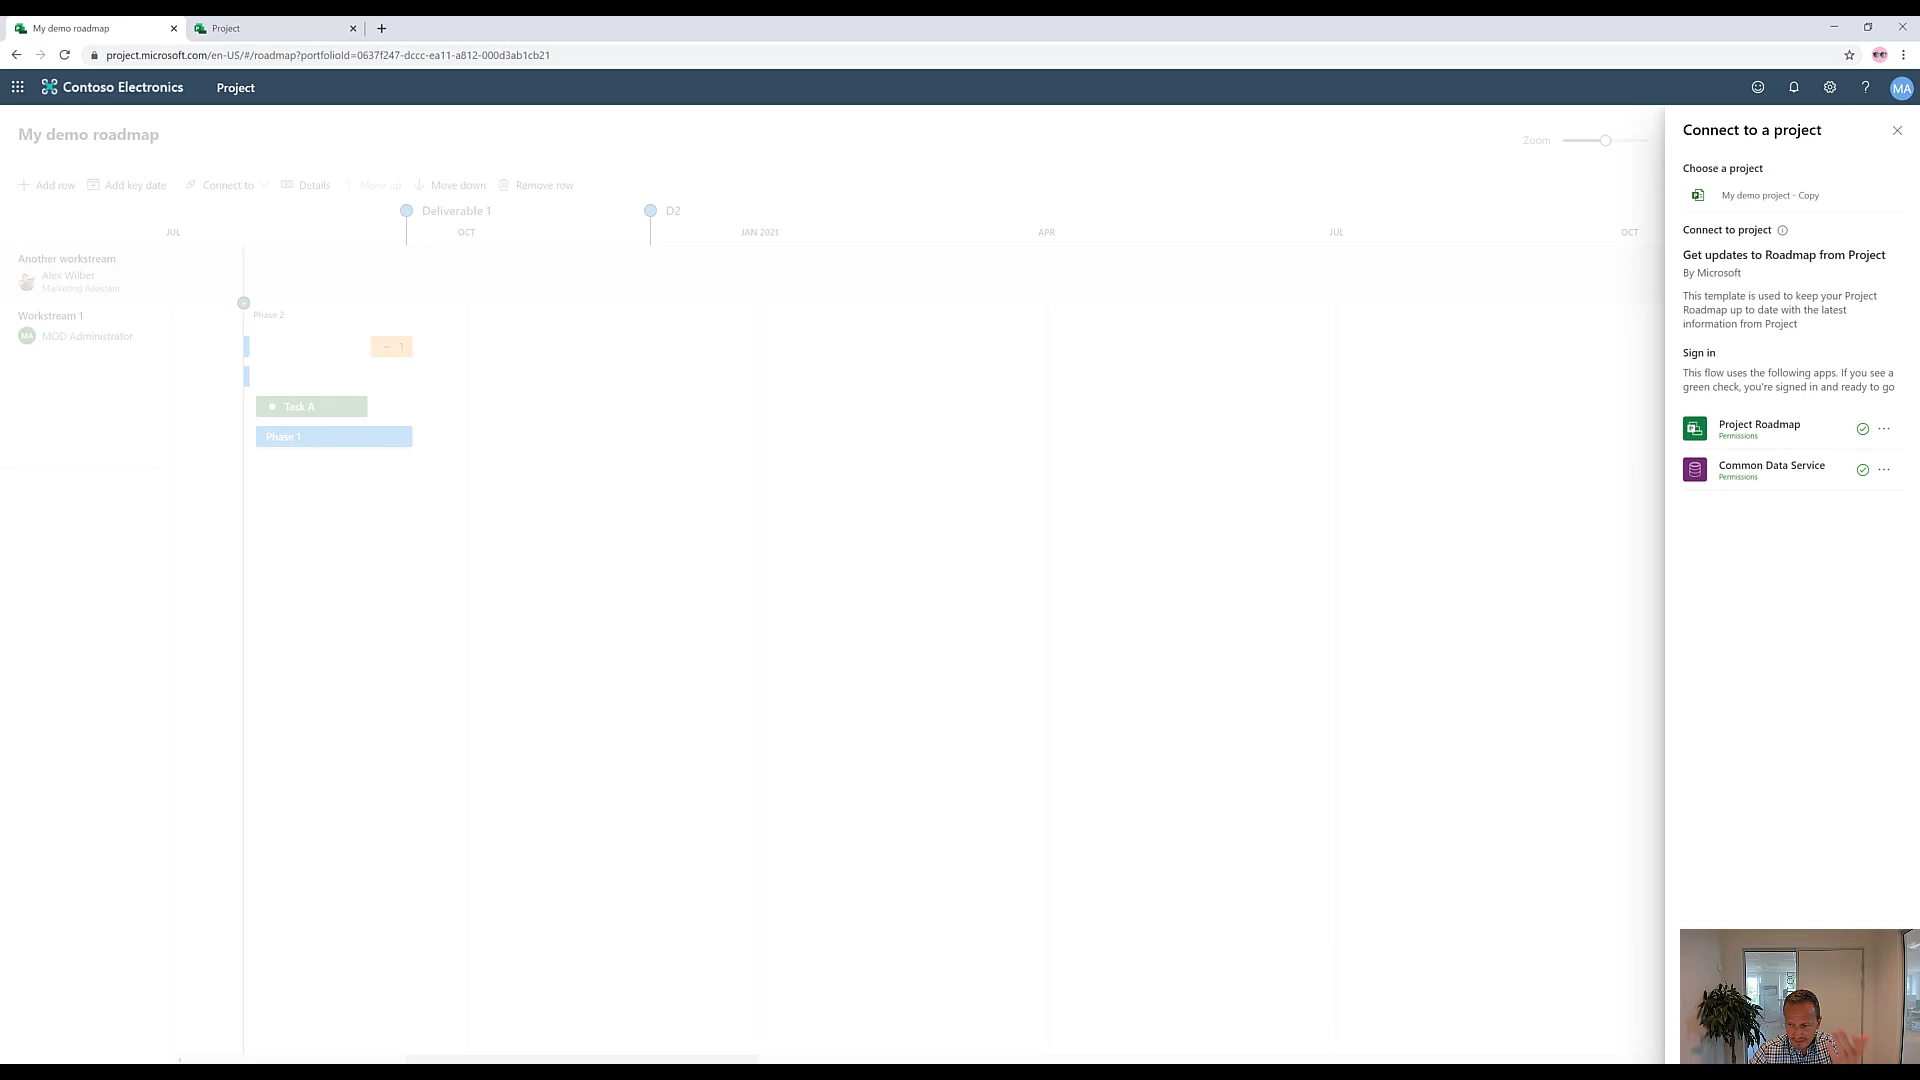 My demo roadmap
Project
project.microsoft.com/en-US/#/roadmap?portfolioId=0637f247-dccc-ea11-a812-000d3ab1cb21
Contoso Electronics
Project
MA
My demo roadmap
Zoom
Add row
Add key date
Connect to
Details
Move up
Move down
Remove row
Deliverable 1
D2
JUL
OCT
JAN 2021
APR
JUL
OCT
Another workstream
Alex Wilber
Marketing Assistant
Workstream 1
MA
MOD Administrator
Phase 2
1
Task A
Phase 1
Connect to a project
Choose a project
My demo project - Copy
Connect to project
Get updates to Roadmap from Project
By Microsoft
This template is used to keep your Project
Roadmap up to date with the latest
information from Project
Sign in
This flow uses the following apps. If you see a
green check, you're signed in and ready to go
Project Roadmap
Permissions
Common Data Service
Permissions